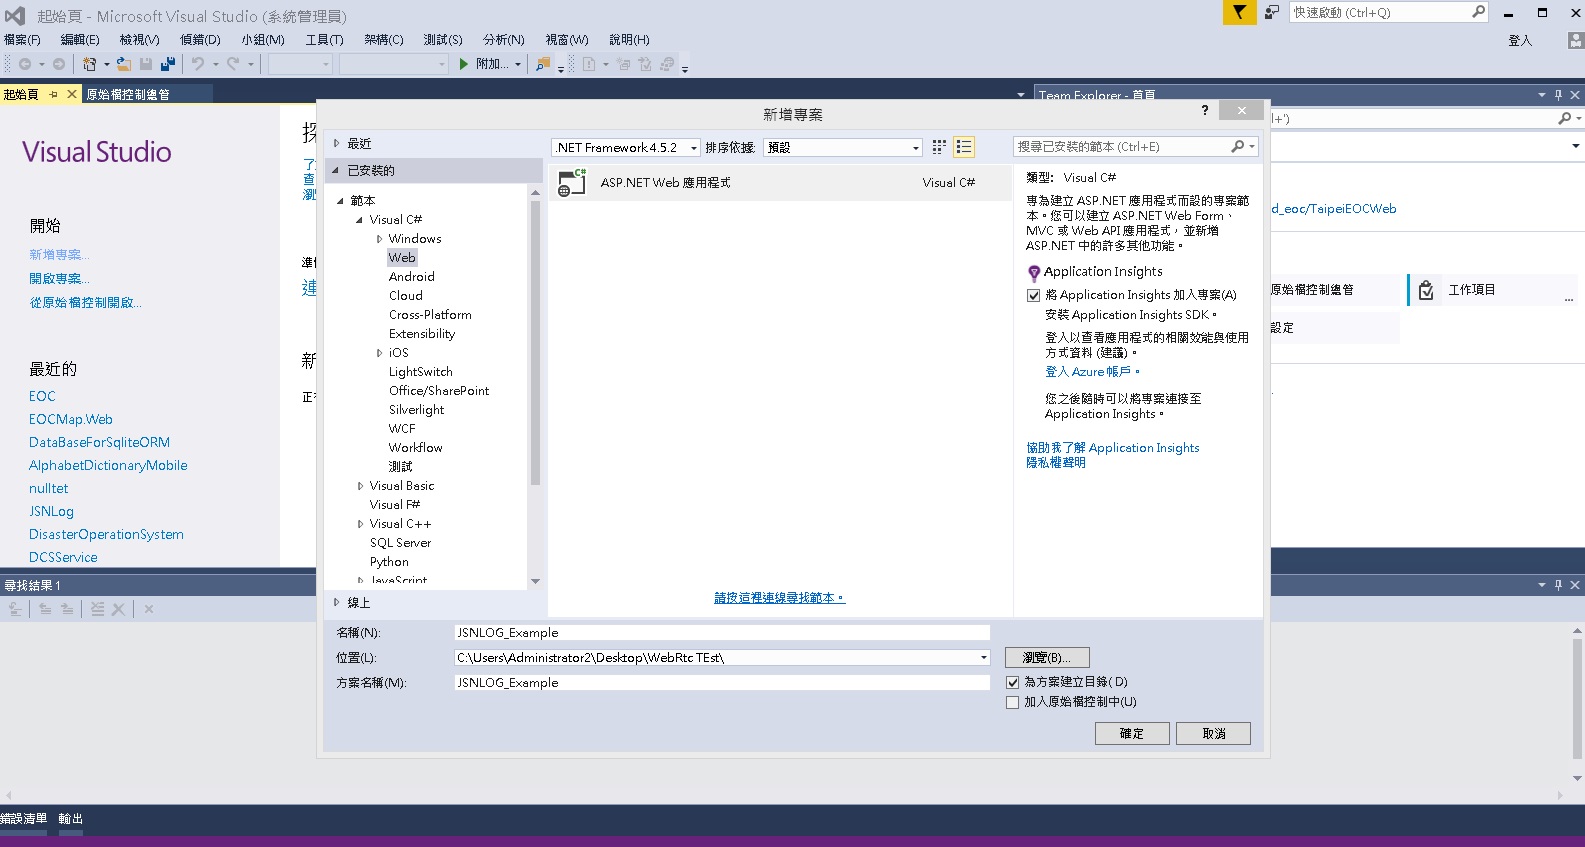 起始頁 - Microsoft Visual Studio (系統管理員)
快速啟動 (Ctrl+Q)
檔案(F) 編輯(E) 檢視(V) 偵錯(D) 小組(M) 工具(T) 架構(C) 測試(S) 分析(N) 視窗(W) 說明(H)
登入
附加...
起始頁 原始檔控制總管
Team Explorer - 首頁
新增專案
?
Visual Studio
開始
新增專案...
開啟專案...
從原始檔控制開啟...
最近的
EOC
EOCMap.Web
DataBaseForSqliteORM
AlphabetDictionaryMobile
nulltet
JSNLog
DisasterOperationSystem
DCSService
探
了
查
瀏
準
連
新
正
最近
已安裝的
範本
Visual C#
Windows
Web
Android
Cloud
Cross-Platform
Extensibility
iOS
LightSwitch
Office/SharePoint
Silverlight
WCF
Workflow
測試
Visual Basic
Visual F#
Visual C++
SQL Server
Python
JavaScript
線上
.NET Framework 4.5.2 排序依據: 預設
搜尋已安裝的範本 (Ctrl+E)
ASP.NET Web 應用程式 Visual C#
請按這裡連線尋找範本。
類型: Visual C#
專為建立 ASP.NET 應用程式而設的專案範
本。您可以建立 ASP.NET Web Form、
MVC 或 Web API 應用程式，並新增
ASP.NET 中的許多其他功能。
Application Insights
將 Application Insights 加入專案(A)
安裝 Application Insights SDK。
登入以查看應用程式的相關效能與使用
方式資料 (建議)。
登入 Azure 帳戶。
您之後隨時可以將專案連接至
Application Insights。
協助我了解 Application Insights
隱私權聲明
名稱(N): JSNLOG_Example
位置(L): C:\Users\Administrator2\Desktop\WebRtc TEst\
瀏覽(B)...
方案名稱(M): JSNLOG_Example
為方案建立目錄(D)
加入原始檔控制中(U)
確定 取消
l+')
d_eoc/TaipeiEOCWeb
原始檔控制總管
工作項目
...
設定
尋找結果 1
錯誤清單 輸出